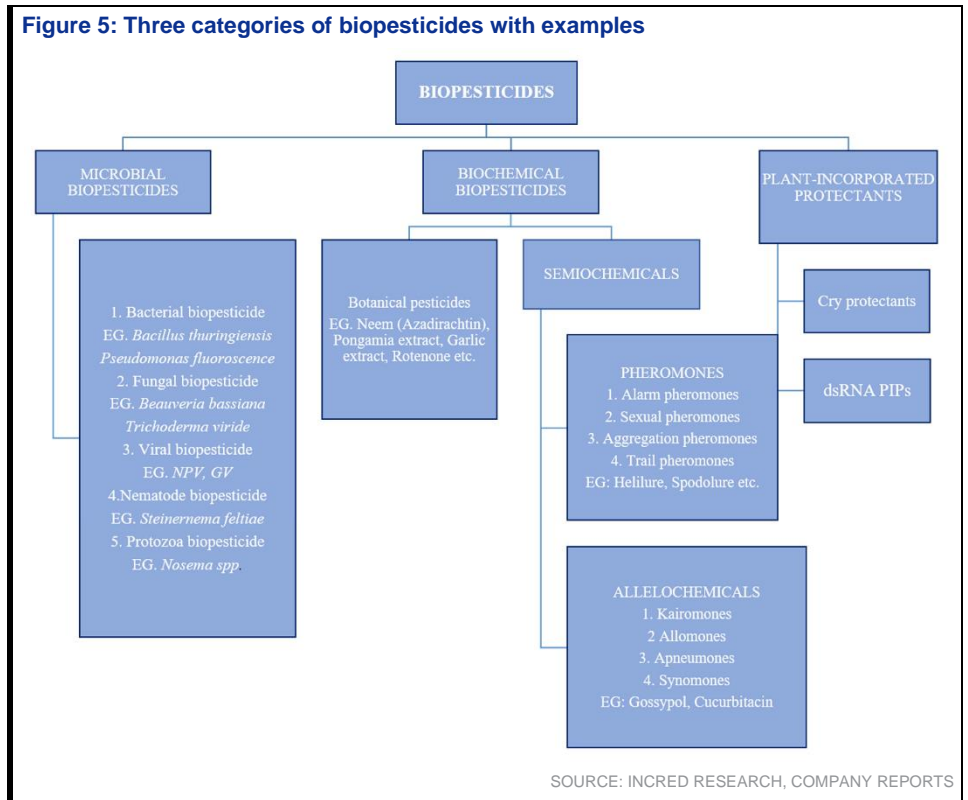 Figure 5: Three categories of biopesticides with examples
BIOPESTICIDES
MICROBIAL
BIOPESTICIDES
BIOCHEMICAL
BIOPESTICIDES
PLANT-INCORPORATED
PROTECTANTS
1. Bacterial biopesticide
EG. Bacillus thuringiensis
Pseudomonas fluoroscence
2. Fungal biopesticide
EG. Beauveria bassiana
Trichoderma viride
3. Viral biopesticide
EG. NPV, GV
4.Nematode biopesticide
EG. Steinernema feltiae
5. Protozoa biopesticide
EG. Nosema spp.
Botanical pesticides
EG. Neem (Azadirachtin),
Pongamia extract, Garlic
extract, Rotenone etc.
SEMIOCHEMICALS
PHEROMONES
1. Alarm pheromones
2. Sexual pheromones
3. Aggregation pheromones
4. Trail pheromones
EG: Helilure, Spodolure etc.
ALLELOCHEMICALS
1. Kairomones
2 Allomones
3. Apneumones
4. Synomones
EG: Gossypol, Cucurbitacin
Cry protectants
dsRNA PIPs
SOURCE: INCRED RESEARCH, COMPANY REPORTS